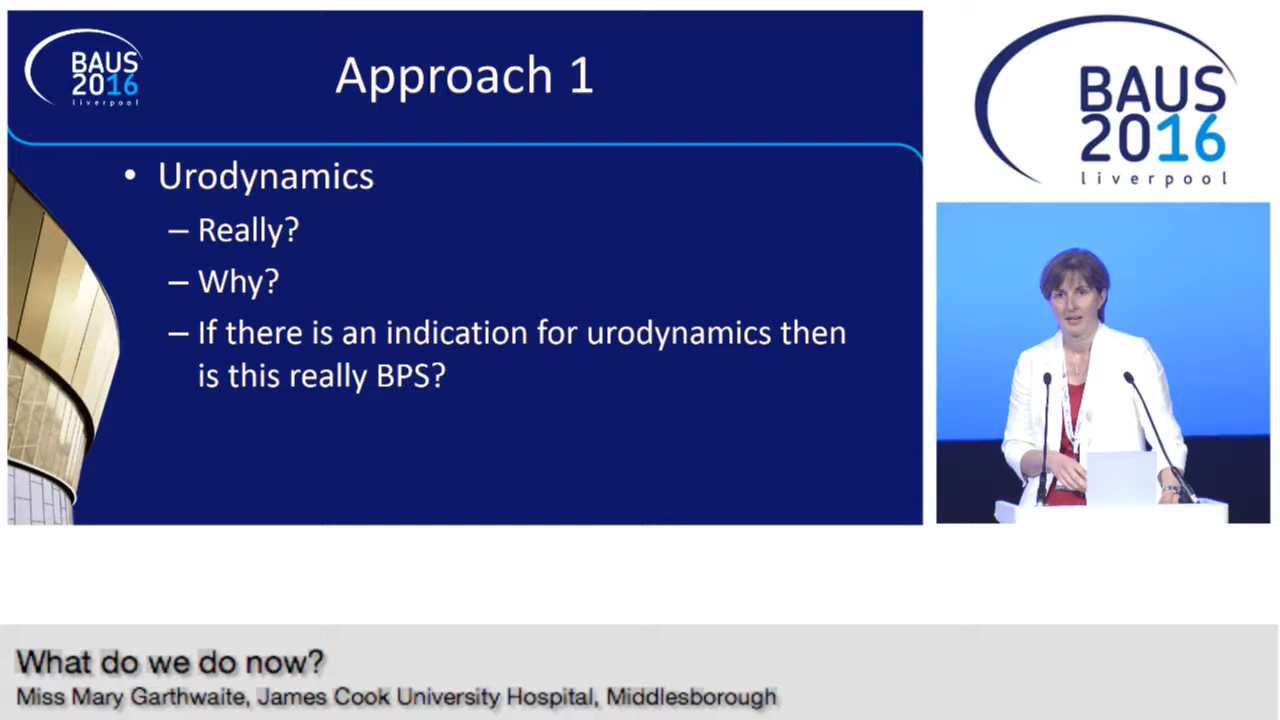 BAUS
2016
liverpool
Approach 1
• Urodynamics
– Really?
– Why?
– If there is an indication for urodynamics then
is this really BPS?
BAUS
2016
liverpool
What do we do now?
Miss Mary Garthwaite, James Cook University Hospital, Middlesborough